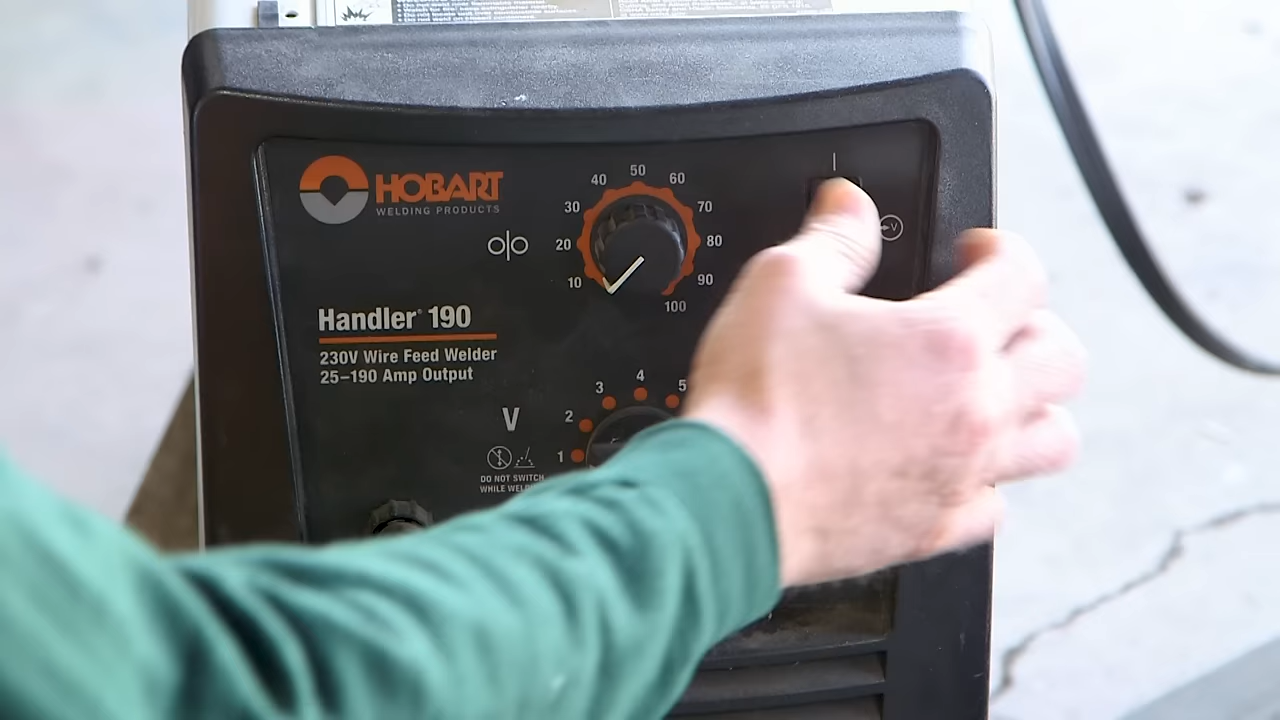 HOBART
WELDING PRODUCTS
10
20
30
40
50
60
70
80
90
100
Handler® 190
230V Wire Feed Welder
25-190 Amp Output
V
1
2
3
4
5
V
DO NOT SWITCH
WHILE